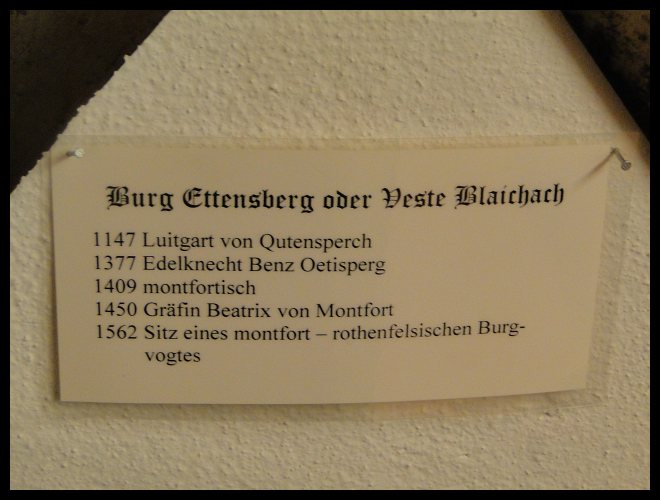 Burg Ettensberg oder Veste Blaichach
1147 Luitgart von Qutensperch
1377 Edelknecht Benz Oetisperg
1409 montfortisch
1450 Gräfin Beatrix von Montfort
1562 Sitz eines montfort – rothenfelsischen Burg-
vogtes